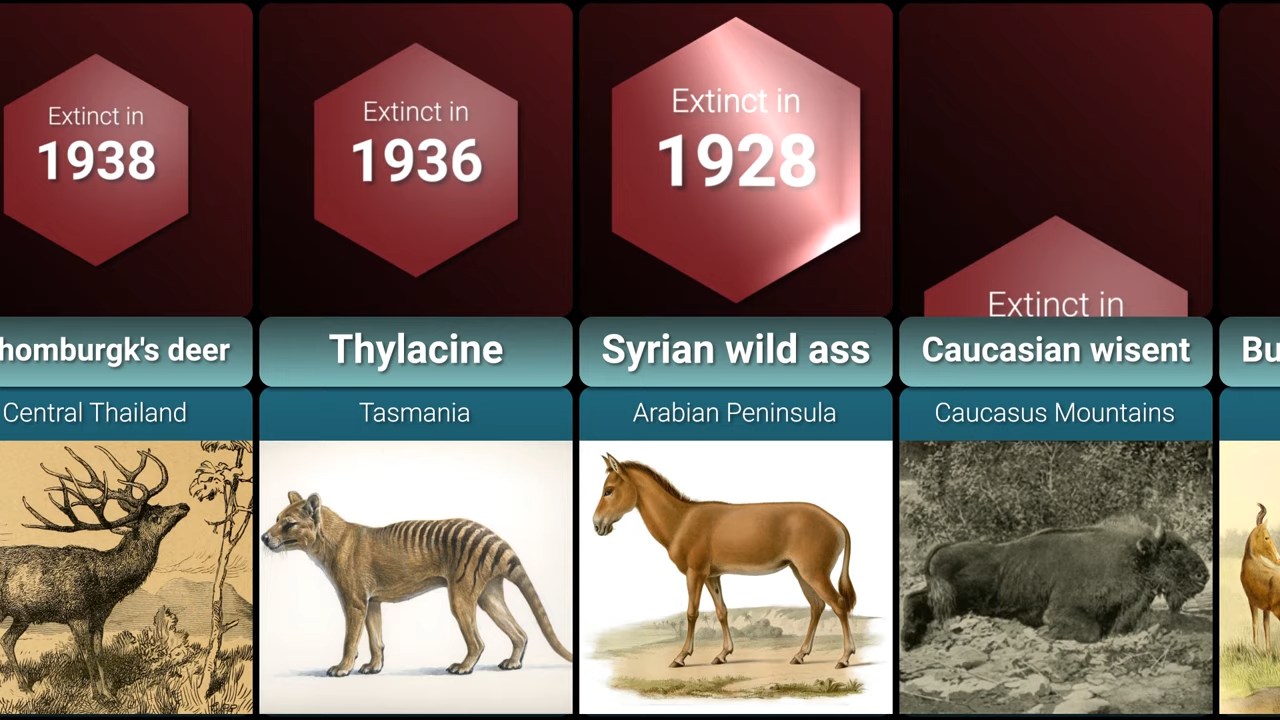 Extinct in
1938
homburgk's deer
Central Thailand
Extinct in
1936
Thylacine
Tasmania
Extinct in
1928
Syrian wild ass
Arabian Peninsula
Extinct in
Caucasian wisent
Caucasus Mountains
Bu